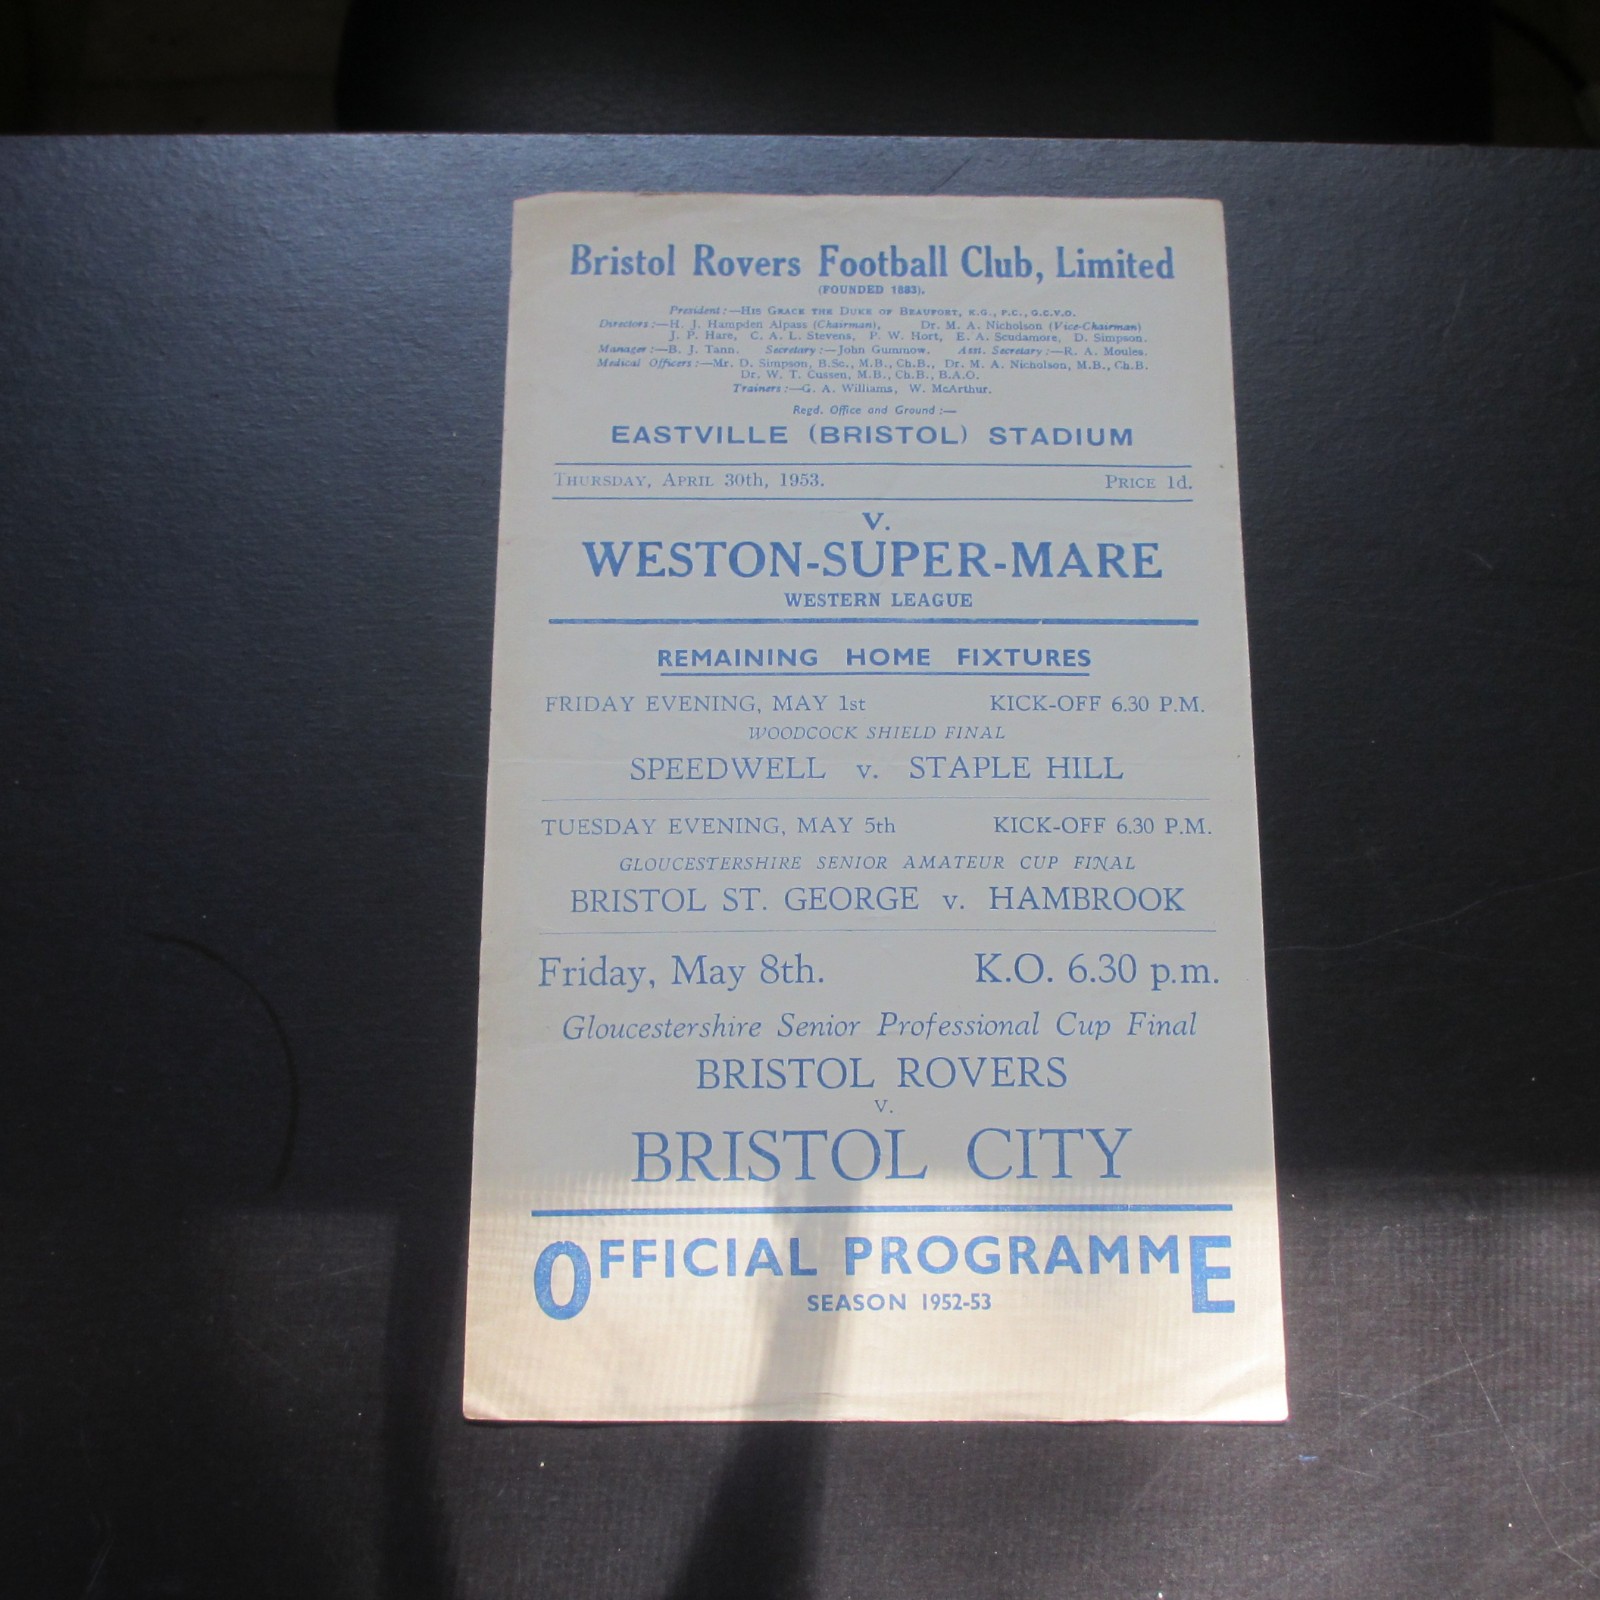 Bristol Rovers Football Club, Limited
(FOUNDED 1883).
President:—HIS GRACE THE DUKE OF BEAUFORT, K.G., P.C., G.C.V.O.
Directors:—H. J. Hampden Alpass (Chairman), Dr. M. A. Nicholson (Vice-Chairman)
J. P. Hare, C. A. L. Stevens, P. W. Hort, E. A. Scudamore, D. Simpson.
Manager:—B. J. Tann. Secretary:—John Gummow. Asst. Secretary:—R. A. Moules.
Medical Officers:—Mr. D. Simpson, B.Sc., M.B., Ch.B., Dr. M. A. Nicholson, M.B., Ch.B.
Dr. W. T. Cussen, M.B., Ch.B., B.A.O.
Trainers:—G. A. Williams, W. McArthur.
Regd. Office and Ground:—
EASTVILLE (BRISTOL) STADIUM
THURSDAY, APRIL 30th, 1953. PRICE 1d.
v.
WESTON-SUPER-MARE
WESTERN LEAGUE
REMAINING HOME FIXTURES
FRIDAY EVENING, MAY 1st KICK-OFF 6.30 P.M.
WOODCOCK SHIELD FINAL
SPEEDWELL v. STAPLE HILL
TUESDAY EVENING, MAY 5th KICK-OFF 6.30 P.M.
GLOUCESTERSHIRE SENIOR AMATEUR CUP FINAL
BRISTOL ST. GEORGE v. HAMBROOK
Friday, May 8th. K.O. 6.30 p.m.
Gloucestershire Senior Professional Cup Final
BRISTOL ROVERS
v.
BRISTOL CITY
OFFICIAL PROGRAMME
SEASON 1952-53